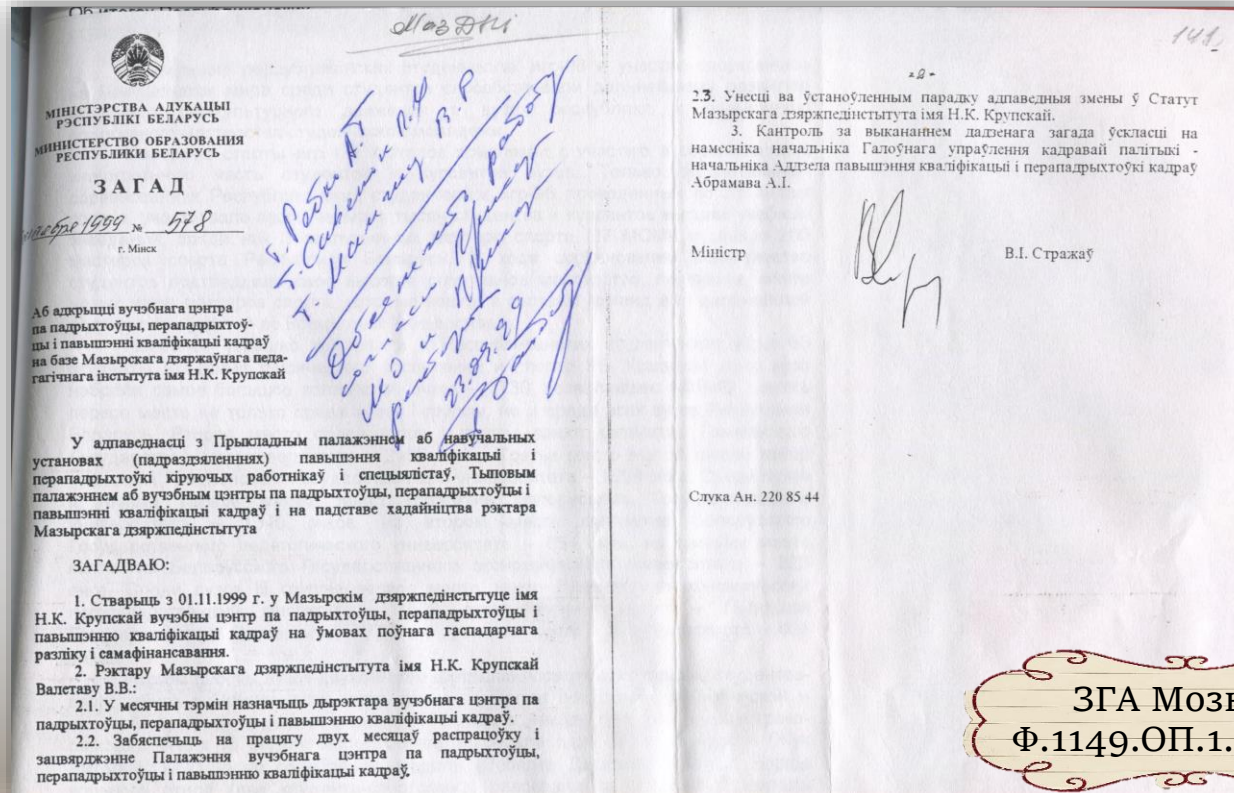 МІНІСТЭРСТВА АДУКАЦЫІ
РЭСПУБЛІКІ БЕЛАРУСЬ
МИНИСТЕРСТВО ОБРАЗОВАНИЯ
РЕСПУБЛИКИ БЕЛАРУСЬ
ЗАГАД
1999 № 578
г. Мінск
Аб адкрыцці вучэбнага цэнтра
па падрыхтоўцы, перападрыхтоў-
цы і павышэнні кваліфікацыі кадраў
на базе Мазырскага дзяржаўнага педа-
гагічнага інстытута імя Н.К. Крупскай
У адпаведнасці з Прыкладным палажэннем аб навучальных
установах (падраздзяленннях) павышэння кваліфікацыі і
перападрыхтоўкі кіруючых работнікаў і спецыялістаў, Тыповым
палажэннем аб вучэбным цэнтры па падрыхтоўцы, перападрыхтоўцы і
павышэнні кваліфікацыі кадраў і на падставе хадайніцтва рэктара
Мазырскага дзяржпедінстытута
ЗАГАДВАЮ:
1. Стварыць з 01.11.1999 г. у Мазырскім дзяржпедінстытуце імя
Н.К. Крупскай вучэбны цэнтр па падрыхтоўцы, перападрыхтоўцы і
павышэнню кваліфікацыі кадраў на ўмовах поўнага гаспадарчага
разліку і самафінансавання.
2. Рэктару Мазырскага дзяржпедінстытута імя Н.К. Крупскай
Валетаву В.В.:
2.1. У месячны тэрмін назначыць дырэктара вучэбнага цэнтра па
падрыхтоўцы, перападрыхтоўцы і павышэнню кваліфікацыі кадраў.
2.2. Забяспечыць на працягу двух месяцаў распрацоўку і
зацвярджэнне Палажэння вучэбнага цэнтра па падрыхтоўцы,
перападрыхтоўцы і павышэнню кваліфікацыі кадраў.
141
- 2 -
2.3. Унесці ва ўстаноўленным парадку адпаведныя змены ў Статут
Мазырскага дзяржпедінстытута імя Н.К. Крупскай.
3. Кантроль за выкананнем дадзенага загада ўскласці на
намесніка начальніка Галоўнага упраўлення кадравай палітыкі -
начальніка Аддзела павышэння кваліфікацыі і перападрыхтоўкі кадраў
Абрамава А.І.
Міністр В.І. Стражаў
Слука Ан. 220 85 44
ЗГА Мозы
Ф.1149.ОП.1.